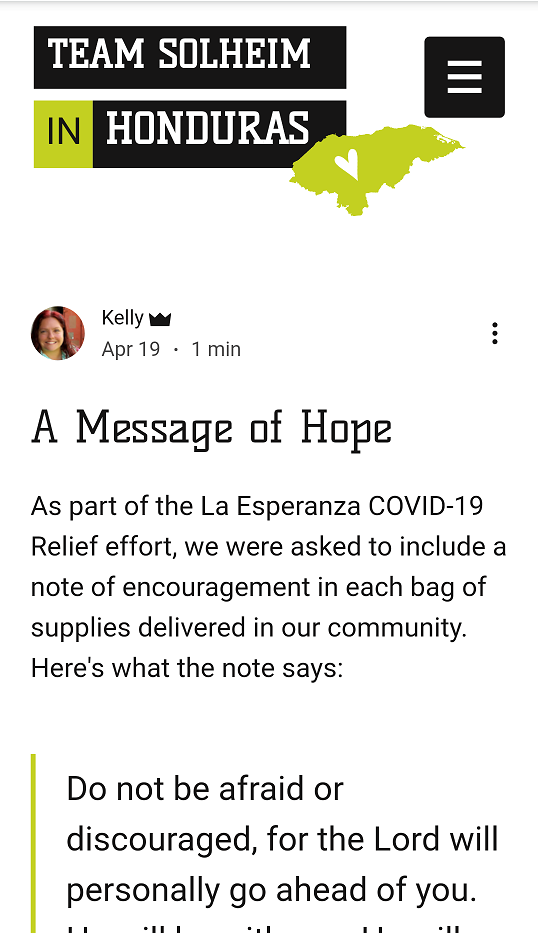 TEAM SOLHEIM
IN HONDURAS
Kelly
Apr 19 · 1 min
A Message of Hope
As part of the La Esperanza COVID-19
Relief effort, we were asked to include a
note of encouragement in each bag of
supplies delivered in our community.
Here's what the note says:
Do not be afraid or
discouraged, for the Lord will
personally go ahead of you.